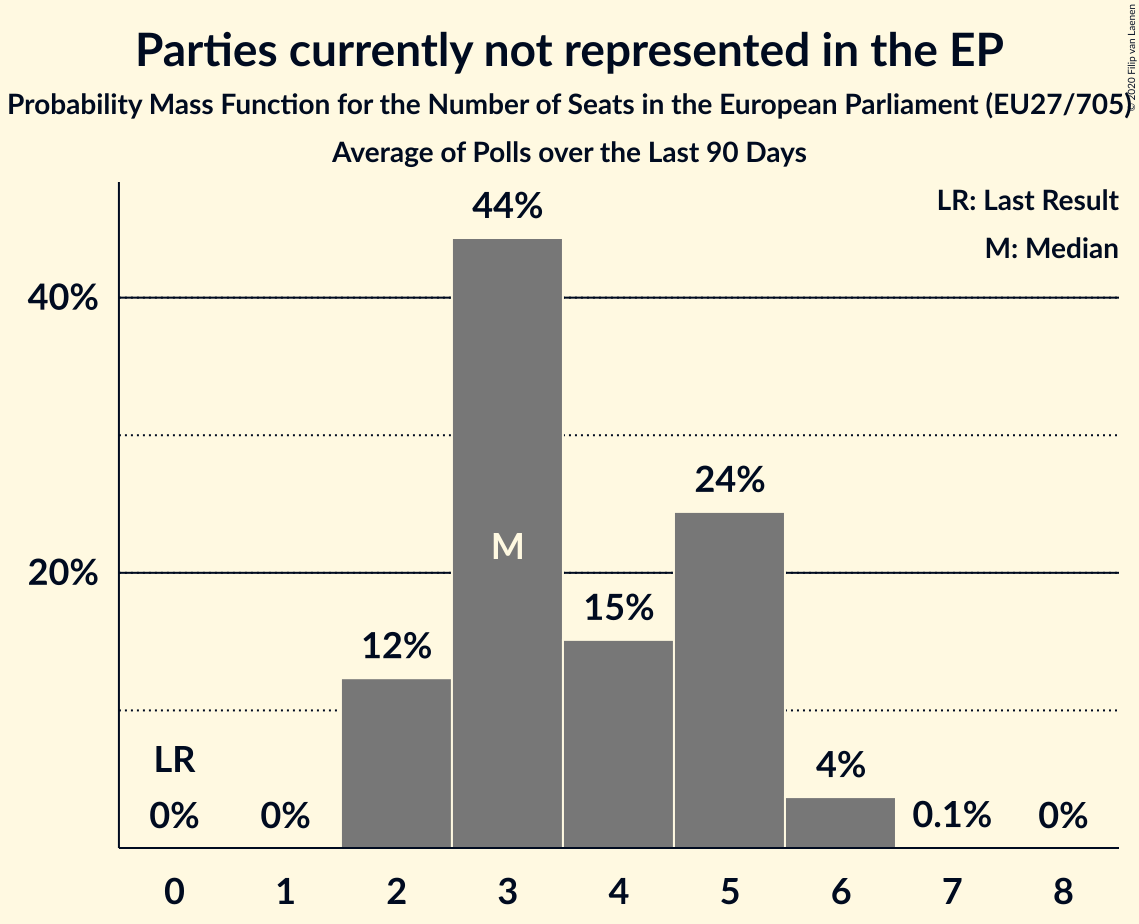 Parties currently not represented in the EP
Probability Mass Function for the Number of Seats in the European Parliament (EU27/705)
Average of Polls over the Last 90 Days
© 2020 Filip van Laenen
LR: Last Result
M: Median
40%
20%
LR
0%
0%
12%
44%
M
15%
24%
4%
0.1%
0%
0 1 2 3 4 5 6 7 8